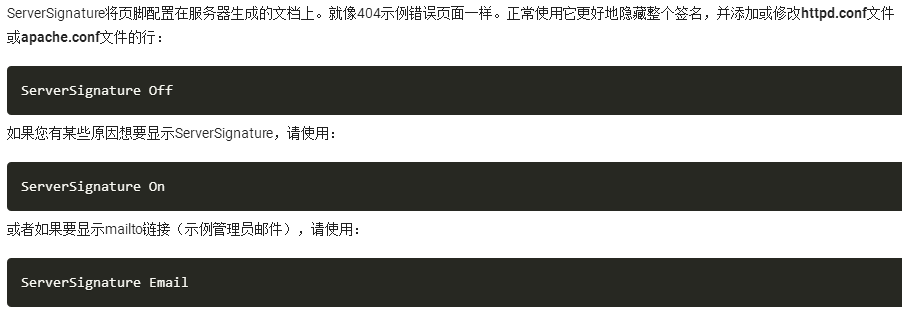 ServerSignature将页脚配置在服务器生成的文档上。就像404示例错误页面一样。正常使用它更好地隐藏整个签名，并添加或修改httpd.conf文件
或apache.conf文件的行：
ServerSignature Off
如果您有某些原因想要显示ServerSignature，请使用：
ServerSignature On
或者如果要显示mailto链接（示例管理员邮件），请使用：
ServerSignature Email